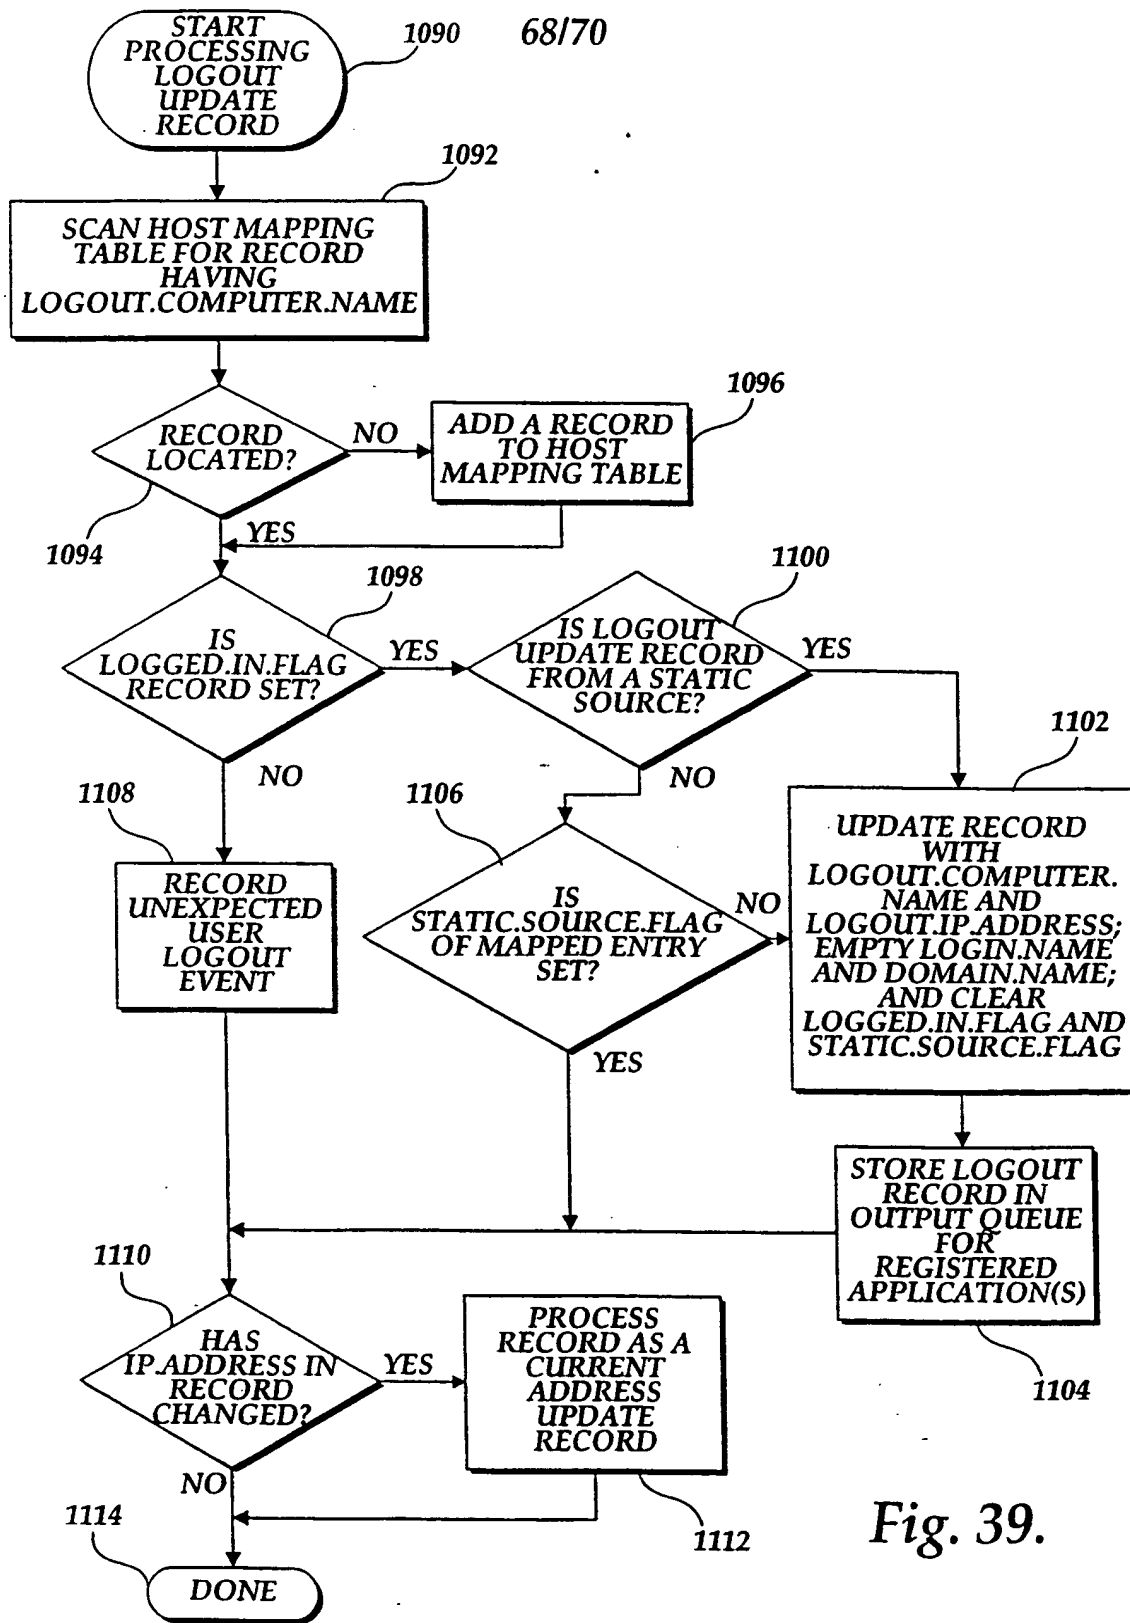 START
PROCESSING
LOGOUT
UPDATE
RECORD
1090
68/70
1092
SCAN HOST MAPPING
TABLE FOR RECORD
HAVING
LOGOUT.COMPUTER.NAME
1096
RECORD
LOCATED?
NO
ADD A RECORD
TO HOST
MAPPING TABLE
1094
YES
1098
1100
IS
LOGGED.IN.FLAG
RECORD SET?
YES
IS LOGOUT
UPDATE RECORD
FROM A STATIC
SOURCE?
YES
1102
NO
NO
1108
1106
RECORD
UNEXPECTED
USER
LOGOUT
EVENT
IS
STATIC.SOURCE.FLAG
OF MAPPED ENTRY
SET?
NO
UPDATE RECORD
WITH
LOGOUT.COMPUTER.
NAME AND
LOGOUT.IP.ADDRESS;
EMPTY LOGIN.NAME
AND DOMAIN.NAME;
AND CLEAR
LOGGED.IN.FLAG AND
STATIC.SOURCE.FLAG
YES
STORE LOGOUT
RECORD IN
OUTPUT QUEUE
FOR
REGISTERED
APPLICATION(S)
1104
1110
HAS
IP.ADDRESS IN
RECORD
CHANGED?
YES
PROCESS
RECORD AS A
CURRENT
ADDRESS
UPDATE
RECORD
NO
1112
1114
DONE
Fig. 39.